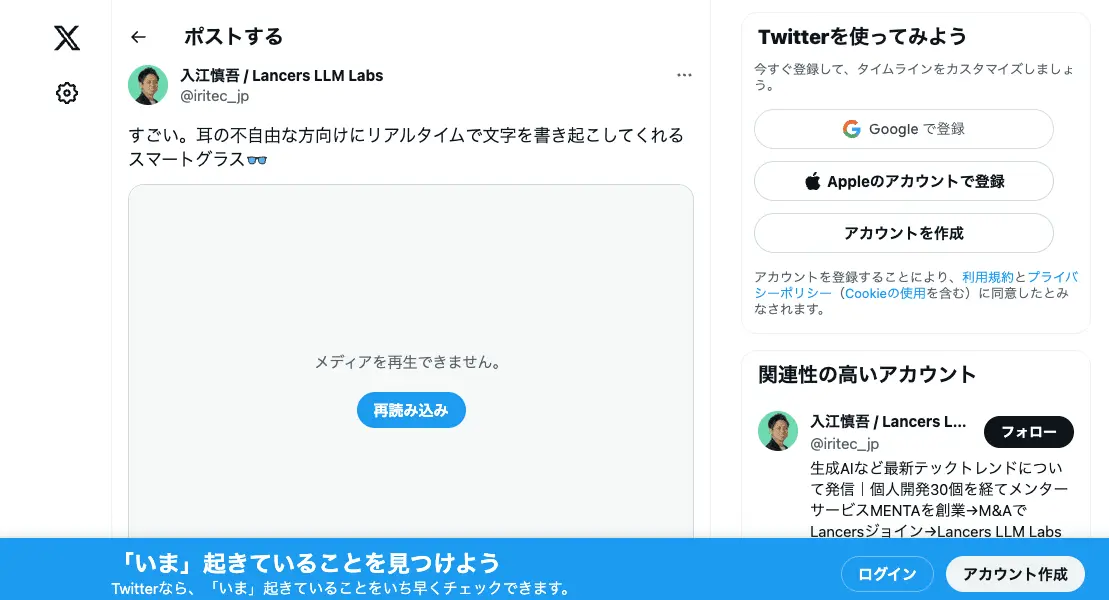 ポストする
入江慎吾 / Lancers LLM Labs
@iritec_jp
すごい。耳の不自由な方向けにリアルタイムで文字を書き起こしてくれる
スマートグラス👓
メディアを再生できません。
再読み込み
Twitterを使ってみよう
今すぐ登録して、タイムラインをカスタマイズしましょ
う。
Google で登録
Appleのアカウントで登録
アカウントを作成
アカウントを登録することにより、利用規約とプライバ
シーポリシー（Cookieの使用を含む）に同意したとみ
なされます。
関連性の高いアカウント
入江慎吾 / Lancers L...
@iritec_jp
フォロー
生成AIなど最新テックトレンドについ
て発信｜個人開発30個を経てメンター
サービスMENTAを創業→M&Aで
Lancersジョイン→Lancers LLM Labs
「いま」起きていることを見つけよう
Twitterなら、「いま」起きていることをいち早くチェックできます。
ログイン
アカウント作成